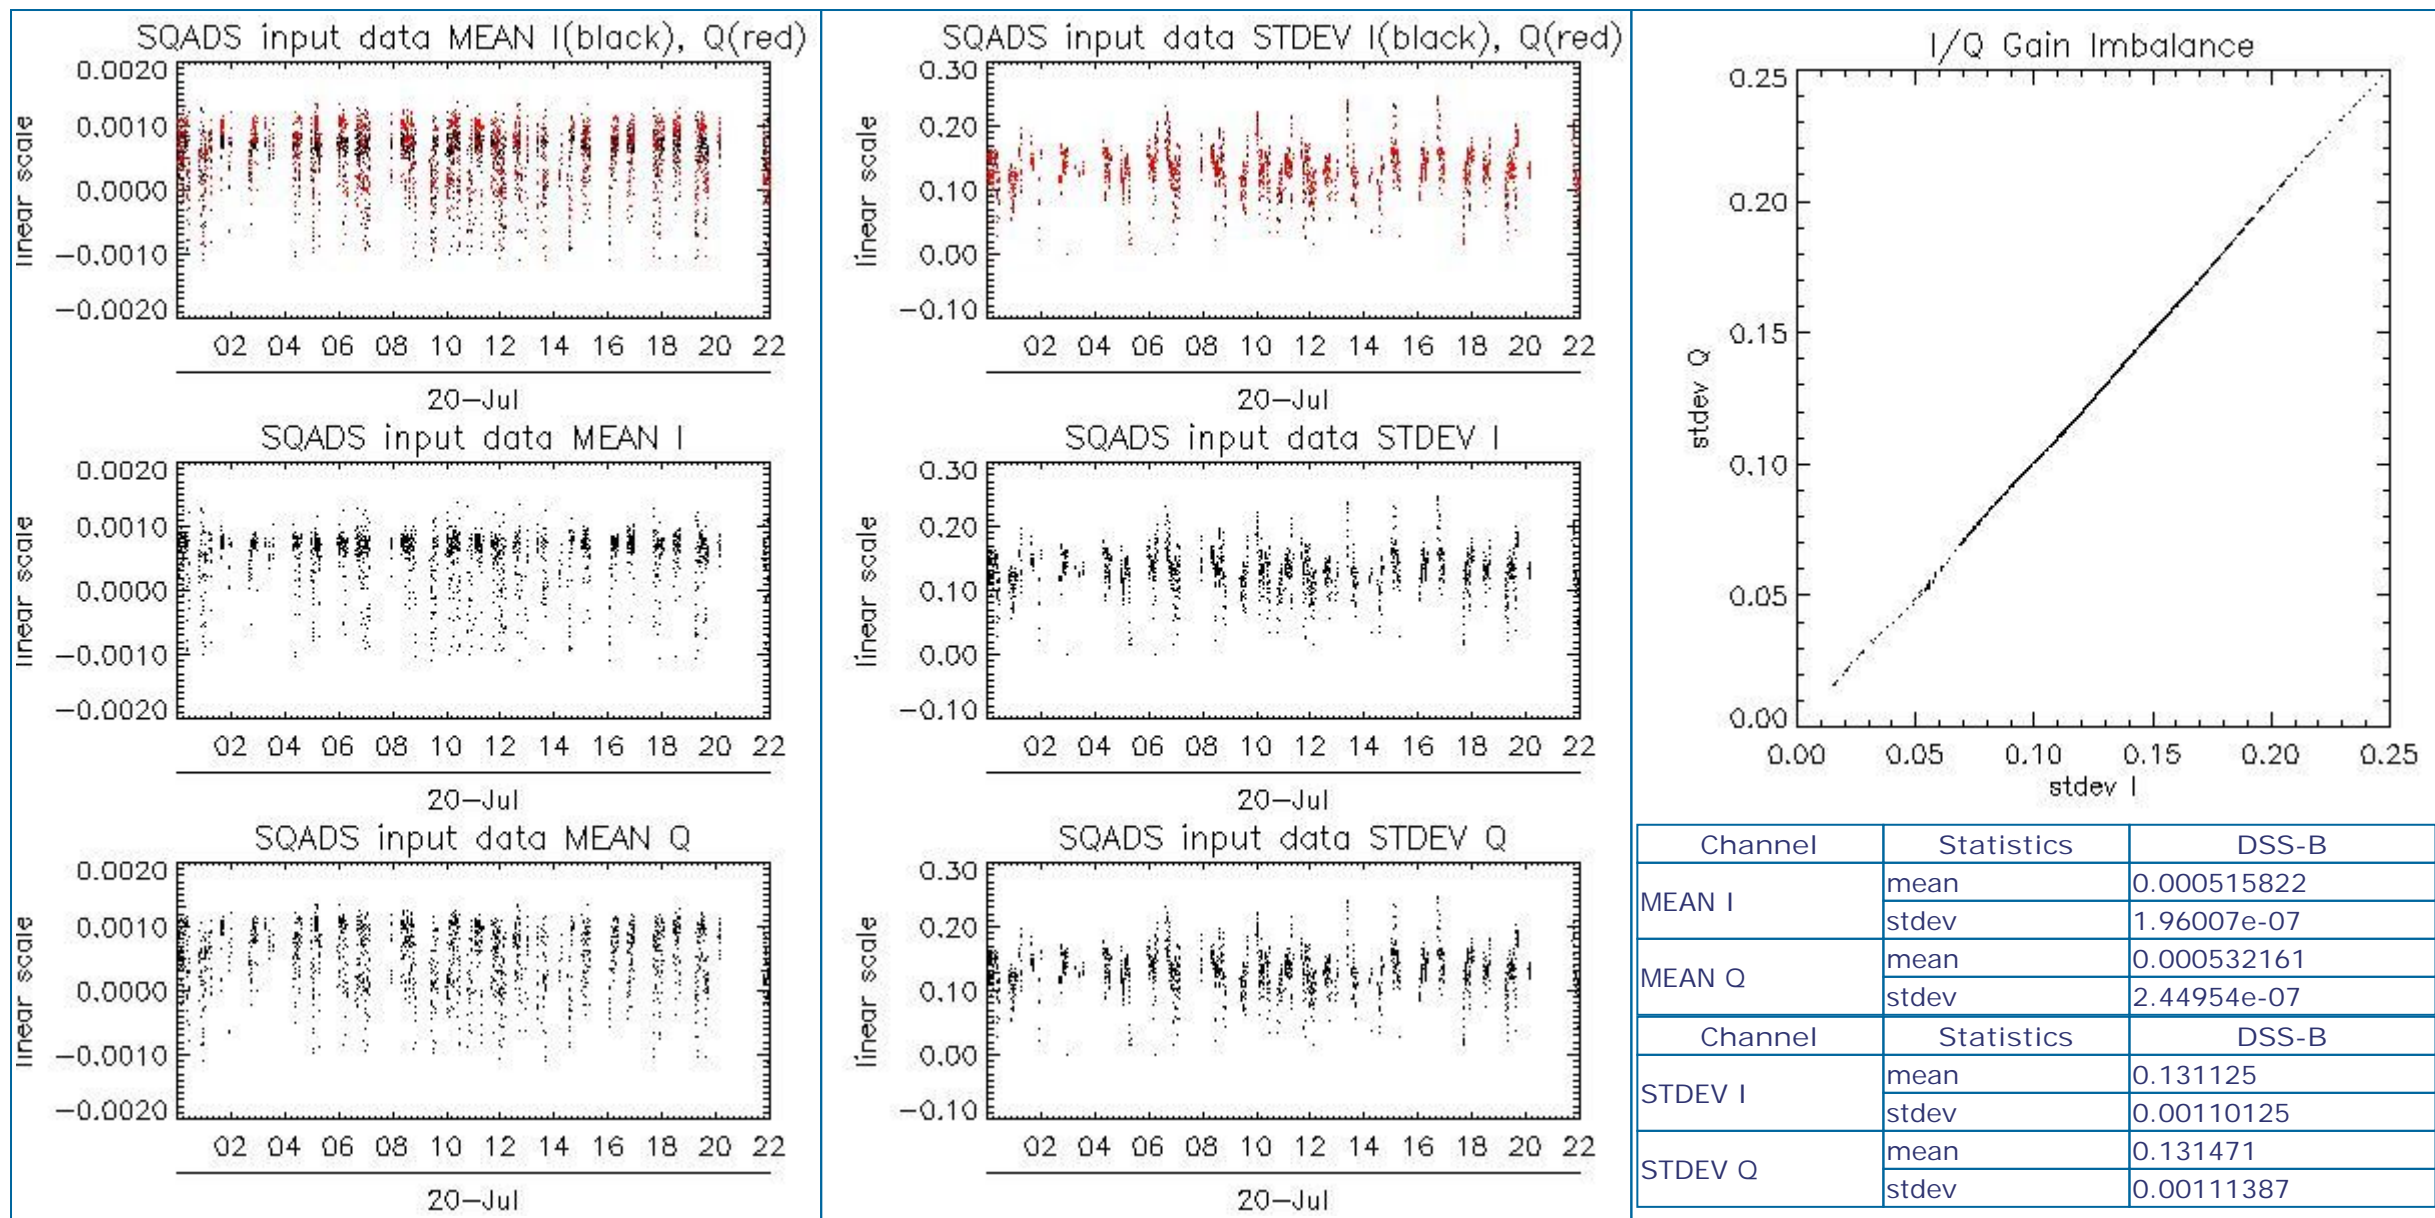 SQADS input data MEAN I(black), Q(red)
0.0020
0.0010
0.0000
−0.0010
−0.0020
linear scale
02 04 06 08 10 12 14 16 18 20 22
20−Jul
SQADS input data MEAN I
0.0020
0.0010
0.0000
−0.0010
−0.0020
linear scale
02 04 06 08 10 12 14 16 18 20 22
20−Jul
SQADS input data MEAN Q
0.0020
0.0010
0.0000
−0.0010
−0.0020
linear scale
02 04 06 08 10 12 14 16 18 20 22
20−Jul
SQADS input data STDEV I(black), Q(red)
0.30
0.20
0.10
0.00
−0.10
linear scale
02 04 06 08 10 12 14 16 18 20 22
20−Jul
SQADS input data STDEV I
0.30
0.20
0.10
0.00
−0.10
linear scale
02 04 06 08 10 12 14 16 18 20 22
20−Jul
SQADS input data STDEV Q
0.30
0.20
0.10
0.00
−0.10
linear scale
02 04 06 08 10 12 14 16 18 20 22
20−Jul
I/Q Gain Imbalance
0.25
0.20
0.15
0.10
0.05
0.00
stdev Q
0.00 0.05 0.10 0.15 0.20 0.25
stdev I
Channel Statistics DSS-B
MEAN I mean 0.000515822
stdev 1.96007e-07
MEAN Q mean 0.000532161
stdev 2.44954e-07
Channel Statistics DSS-B
STDEV I mean 0.131125
stdev 0.00110125
STDEV Q mean 0.131471
stdev 0.00111387